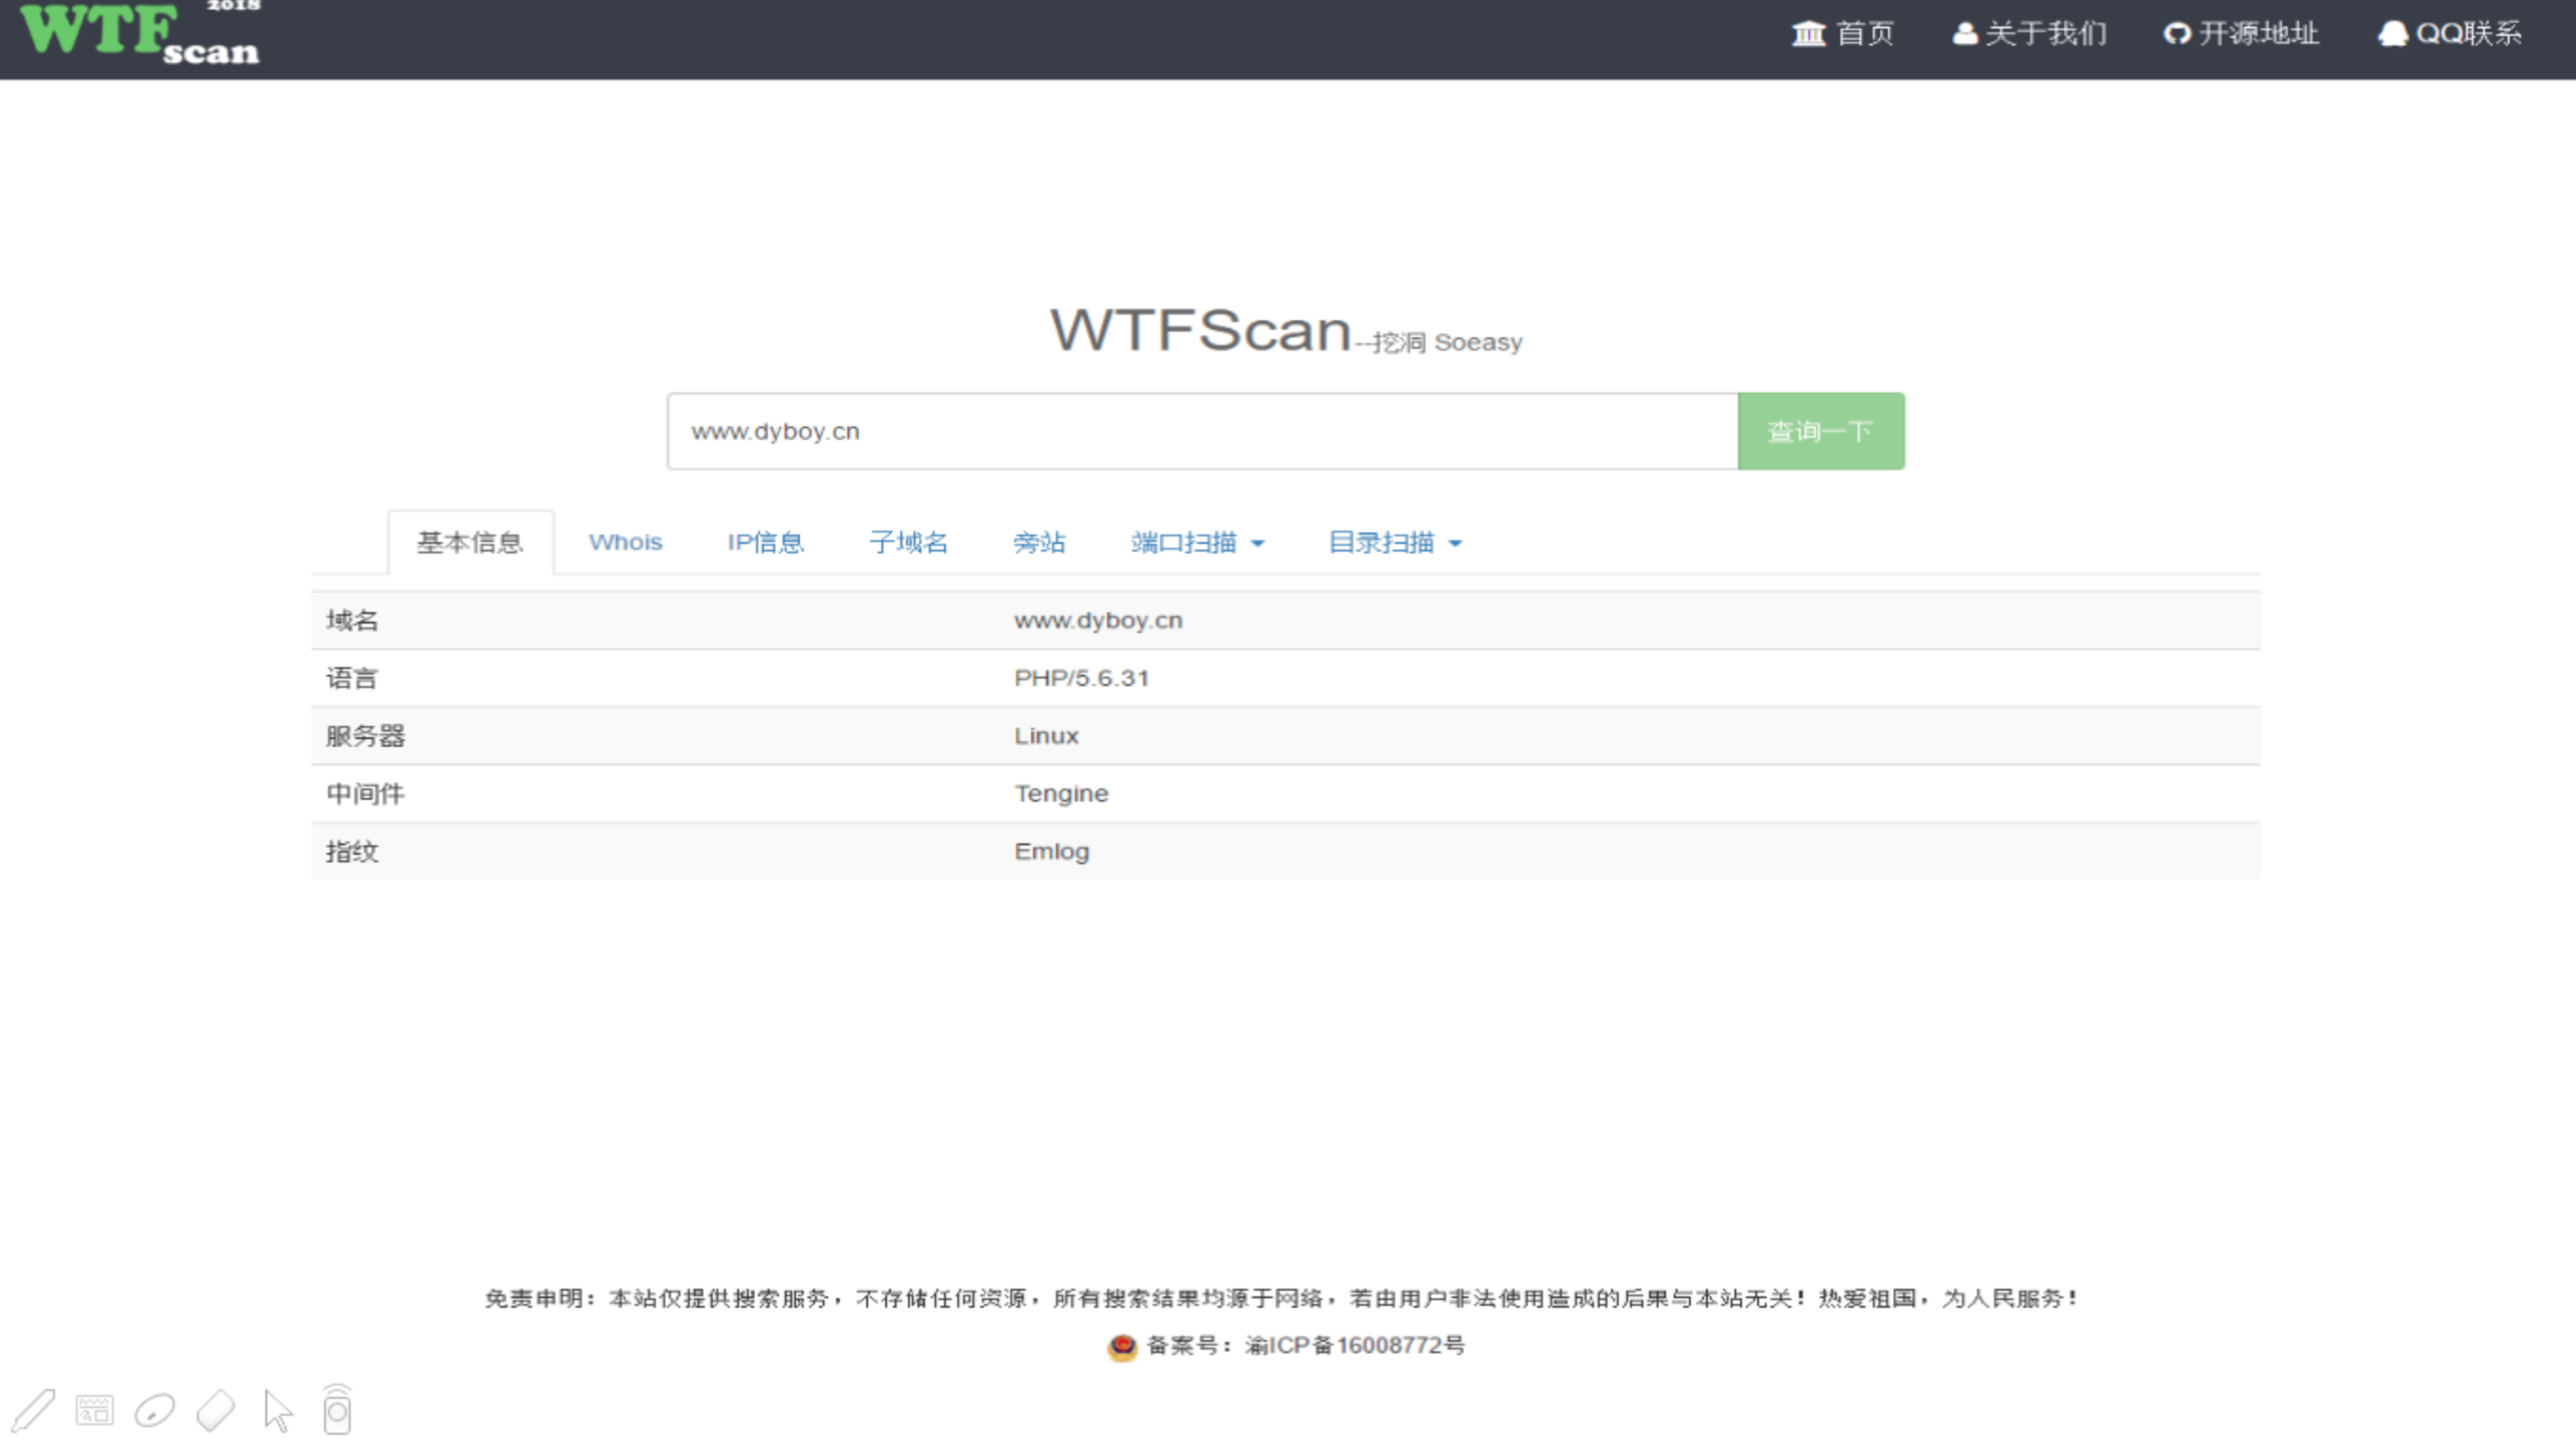 2018
WTF
scan
首页 关于我们 开源地址 QQ联系
WTFScan--挖洞 Soeasy
www.dyboy.cn 查询一下
基本信息 Whois IP信息 子域名 旁站 端口扫描 目录扫描
域名 www.dyboy.cn
语言 PHP/5.6.31
服务器 Linux
中间件 Tengine
指纹 Emlog
免责申明：本站仅提供搜索服务，不存储任何资源，所有搜索结果均源于网络，若由用户非法使用造成的后果与本站无关！热爱祖国，为人民服务！
备案号：渝ICP备16008772号